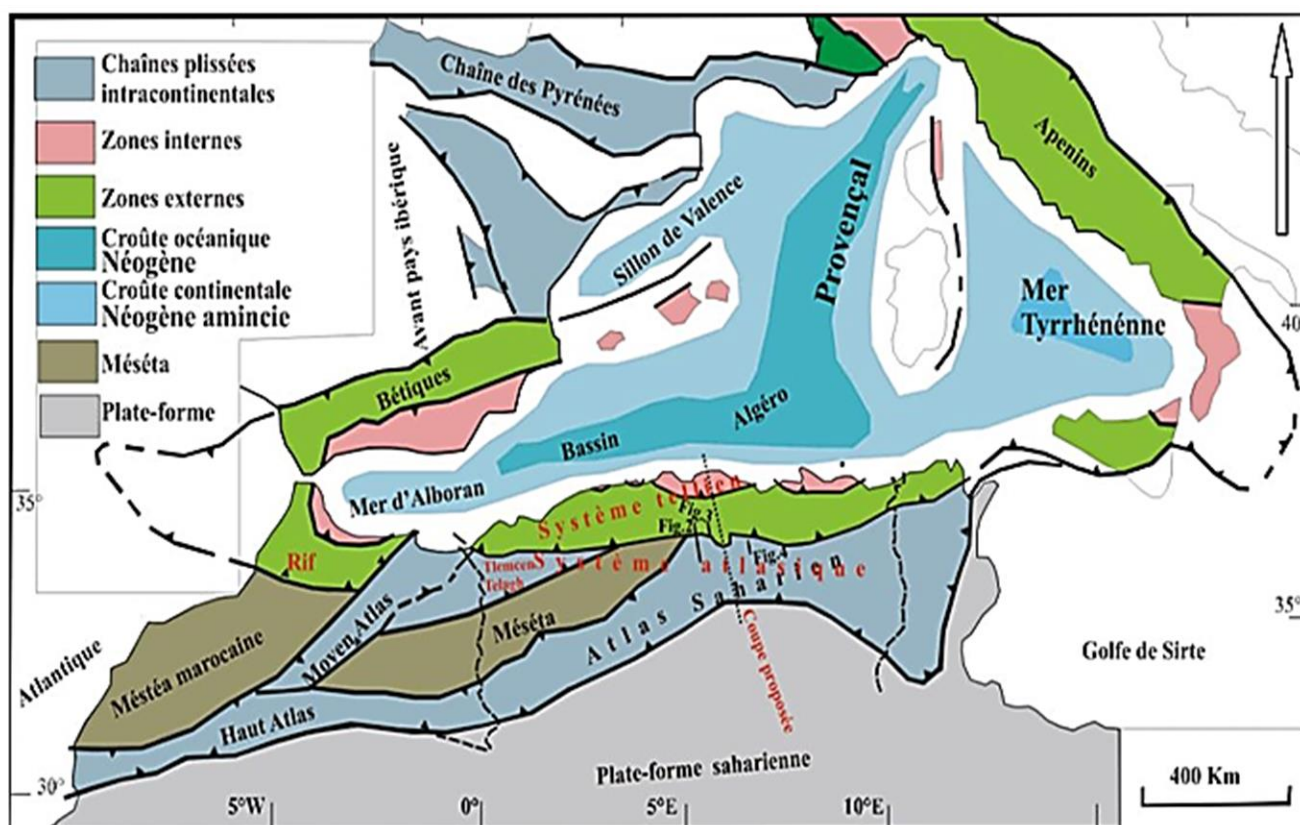 Chaînes plissées
intracontinentales
Zones internes
Zones externes
Croûte océanique
Néogène
Croûte continentale
Néogène amincie
Méséta
Plate-forme
Chaîne des Pyrénées
Avant pays ibérique
Sillon de Valence
Provençal
Apenins
Mer
Tyrrhénénne
40
Bétiques
Algéro
Bassin
Mer d'Alboran
35°
Système tellien
Fig.3
Fig.2
Fig.4
Rif
Tlemcen
Telagh
Système atlasique
Moyen Atlas
Méséta
Atlas Saharien
Coupe proposée
35°
Atlantique
Méstéa marocaine
Golfe de Sirte
Haut Atlas
Plate-forme saharienne
30°
5°W
0°
5°E
10°E
400 Km